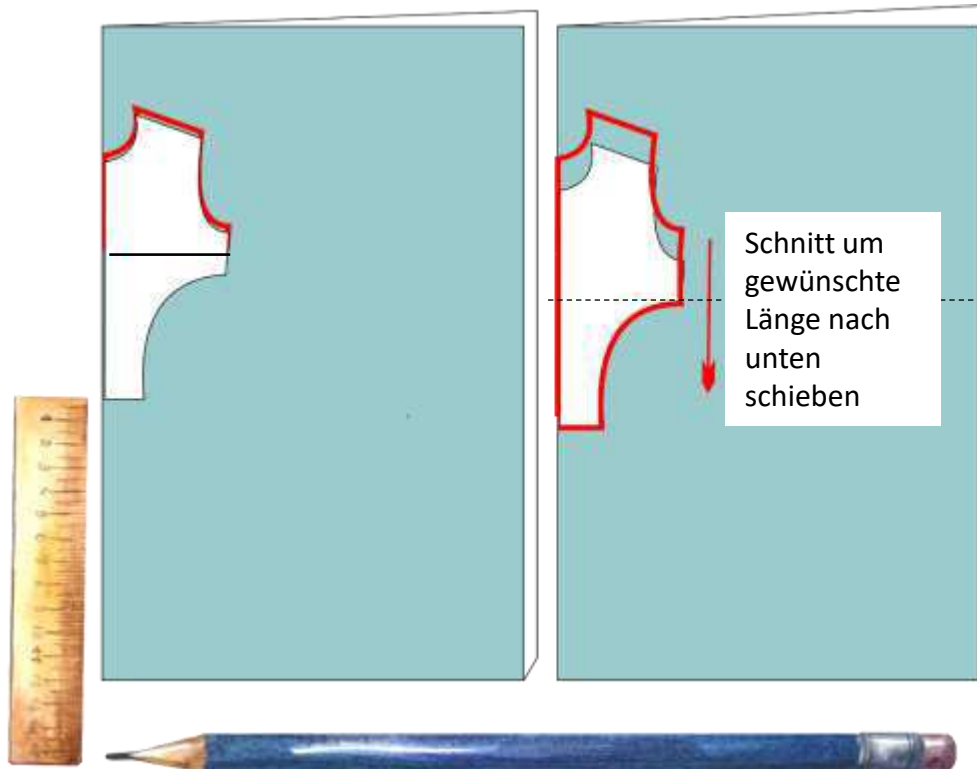 Schnitt um
gewünschte
Länge nach
unten
schieben